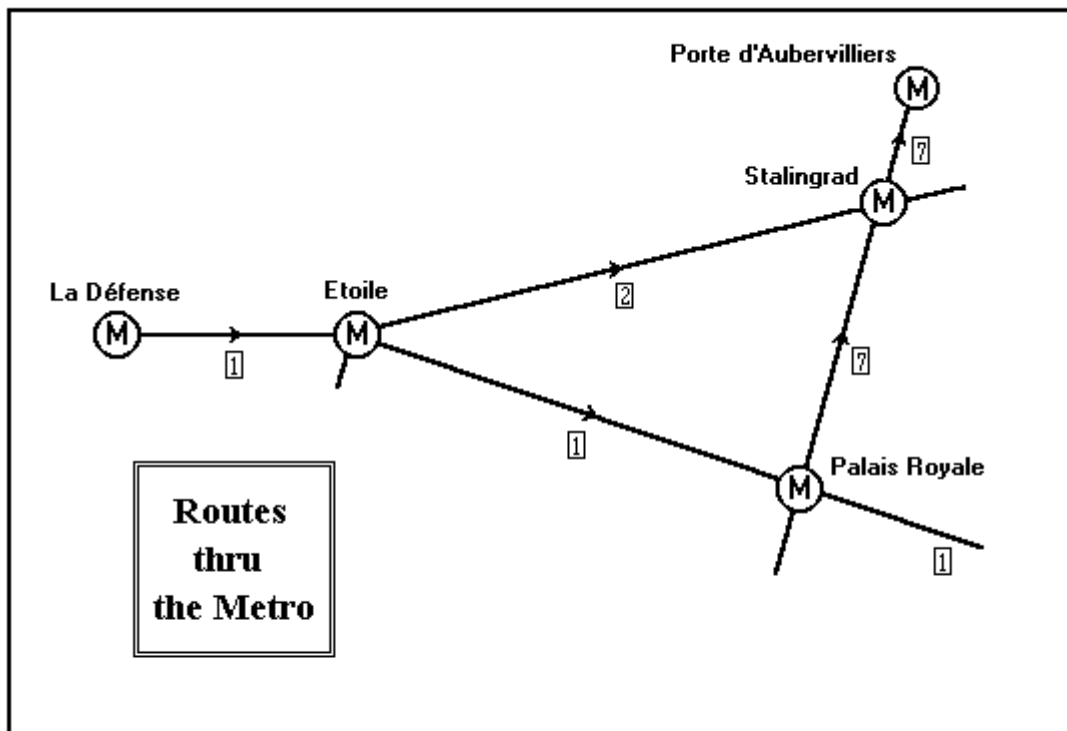 Porte d'Aubervilliers
M
7
Stalingrad
M
La Défense
Etoile
2
M
M
1
7
1
Palais Royale
M
1
Routes
thru
the Metro